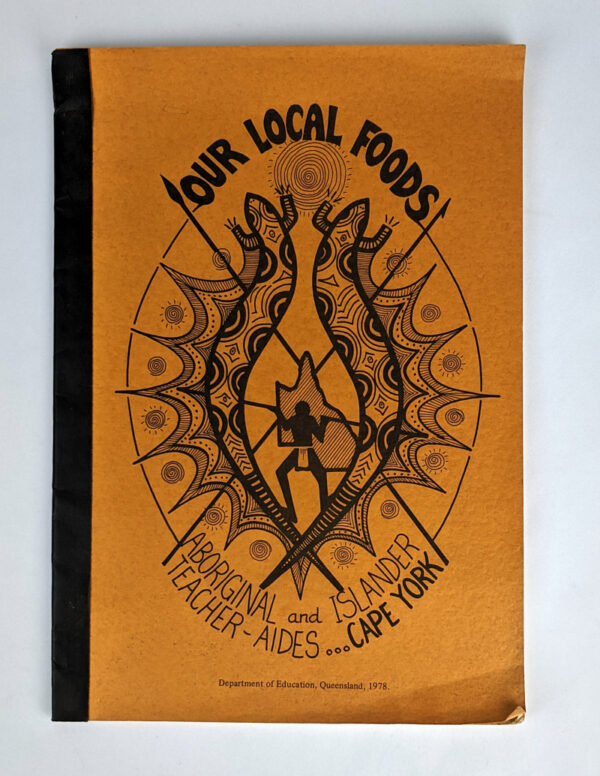 OUR LOCAL FOODS
ABORIGINAL and ISLANDER
TEACHER-AIDES ...CAPE YORK
Department of Education, Queensland, 1978.